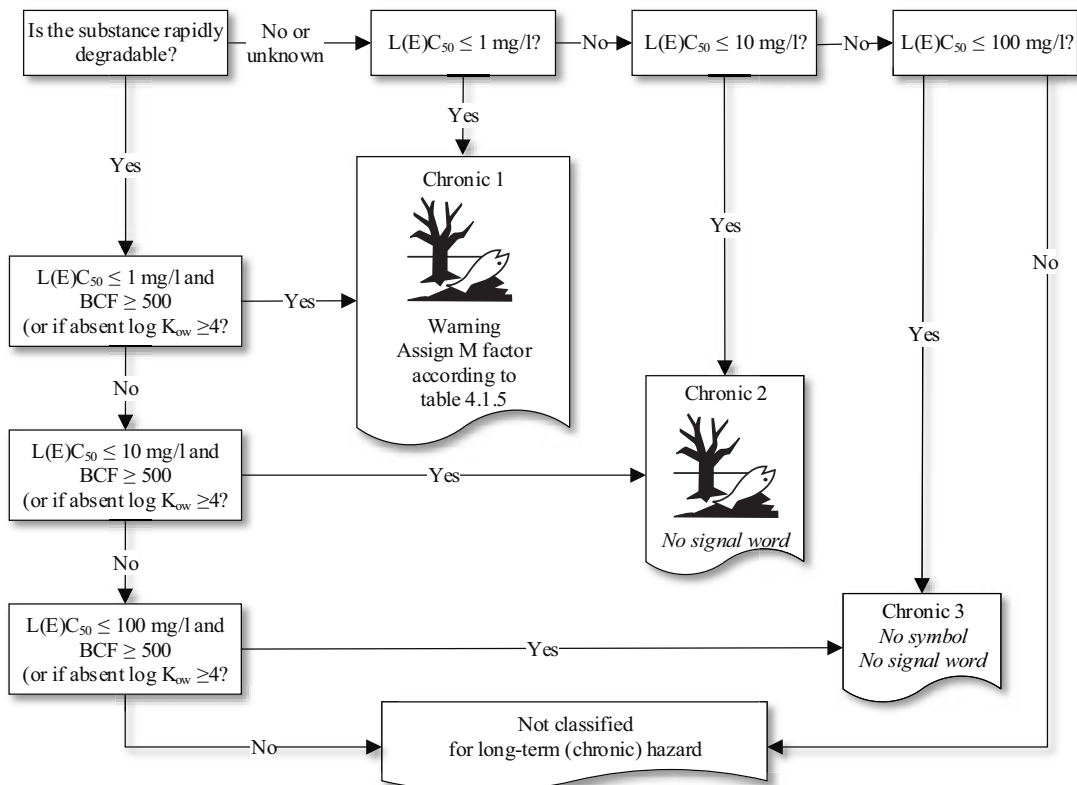 Is the substance rapidly
degradable?
No or
unknown
L(E)C₅₀ ≤ 1 mg/l?
No
L(E)C₅₀ ≤ 10 mg/l?
No
L(E)C₅₀ ≤ 100 mg/l?
Yes
Yes
Chronic 1
Warning
Assign M factor
according to
table 4.1.5
Yes
No
Yes
L(E)C₅₀ ≤ 1 mg/l and
BCF ≥ 500
(or if absent log Kₒw ≥4?
Yes
No
Chronic 2
No signal word
L(E)C₅₀ ≤ 10 mg/l and
BCF ≥ 500
(or if absent log Kₒw ≥4?
Yes
No
Chronic 3
No symbol
No signal word
L(E)C₅₀ ≤ 100 mg/l and
BCF ≥ 500
(or if absent log Kₒw ≥4?
Yes
No
Not classified
for long-term (chronic) hazard